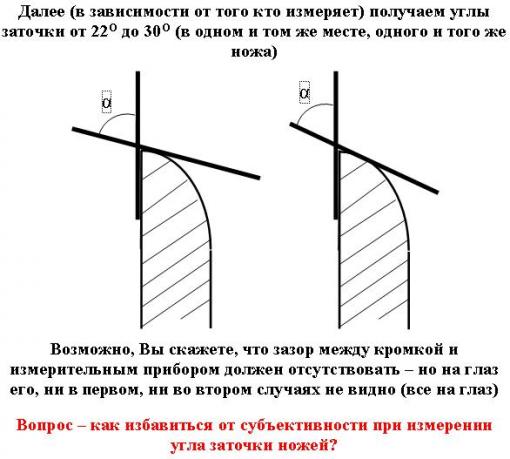 Далее (в зависимости от того кто измеряет) получаем углы
заточки от 22О до 30О (в одном и том же месте, одного и того же
ножа)
α
α
Возможно, Вы скажете, что зазор между кромкой и
измерительным прибором должен отсутствовать – но на глаз
его, ни в первом, ни во втором случаях не видно (все на глаз)
Вопрос – как избавиться от субъективности при измерении
угла заточки ножей?